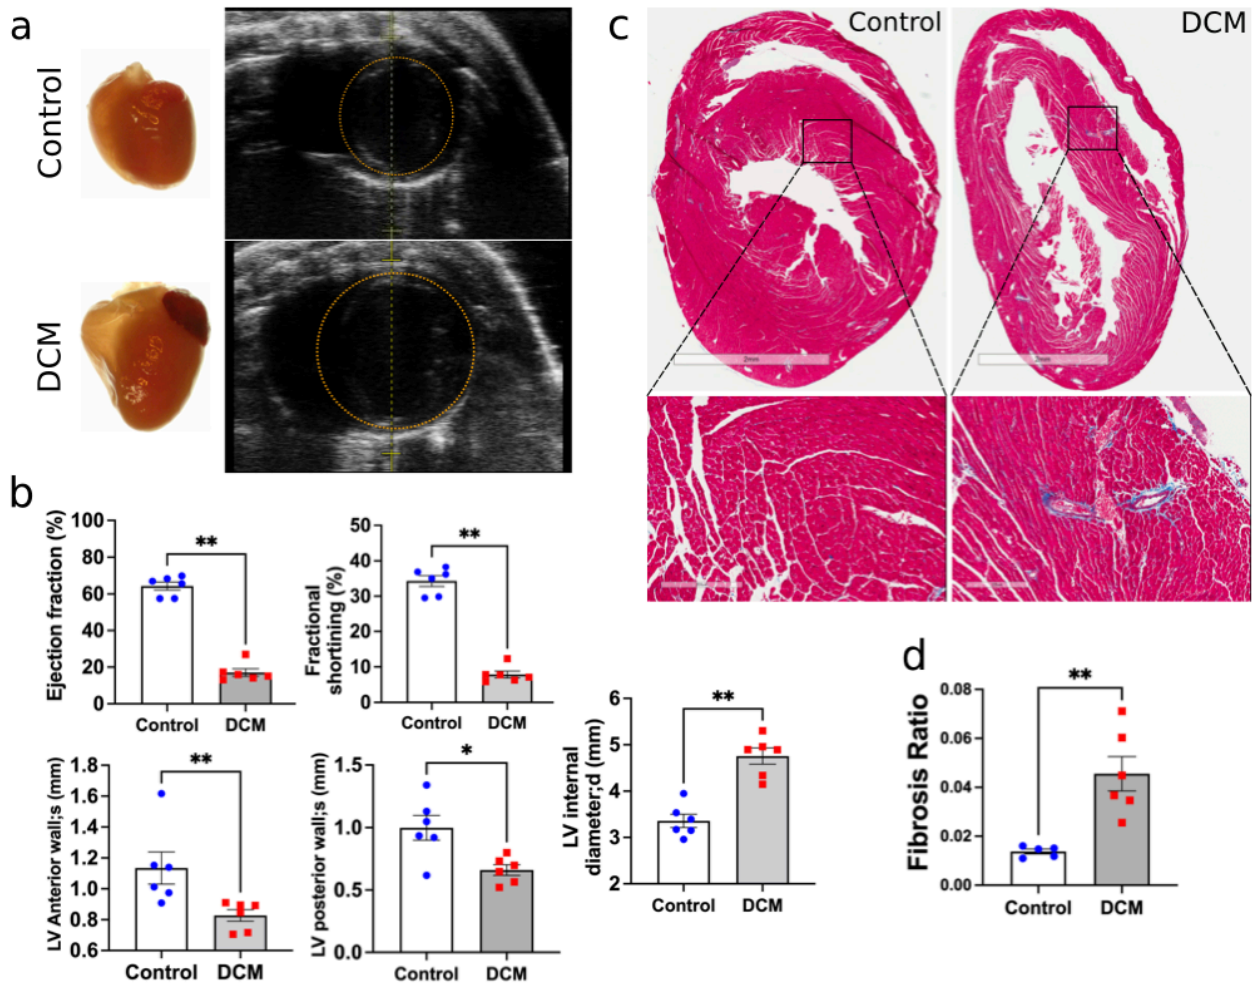 a
Control
DCM
b
Ejection fraction (%)
100
80
60
40
20
0
**
Control
DCM
Fractional
shortining (%)
50
40
30
20
10
0
**
Control
DCM
LV Anterior wall;s (mm)
1.8
1.6
1.4
1.2
1.0
0.8
0.6
**
Control
DCM
LV posterior wall;s (mm)
1.5
1.0
0.5
0.0
*
Control
DCM
LV internal
diameter;d (mm)
6
5
4
3
2
**
Control
DCM
c
Control
DCM
2mm
d
Fibrosis Ratio
0.08
0.06
0.04
0.02
0.00
**
Control
DCM